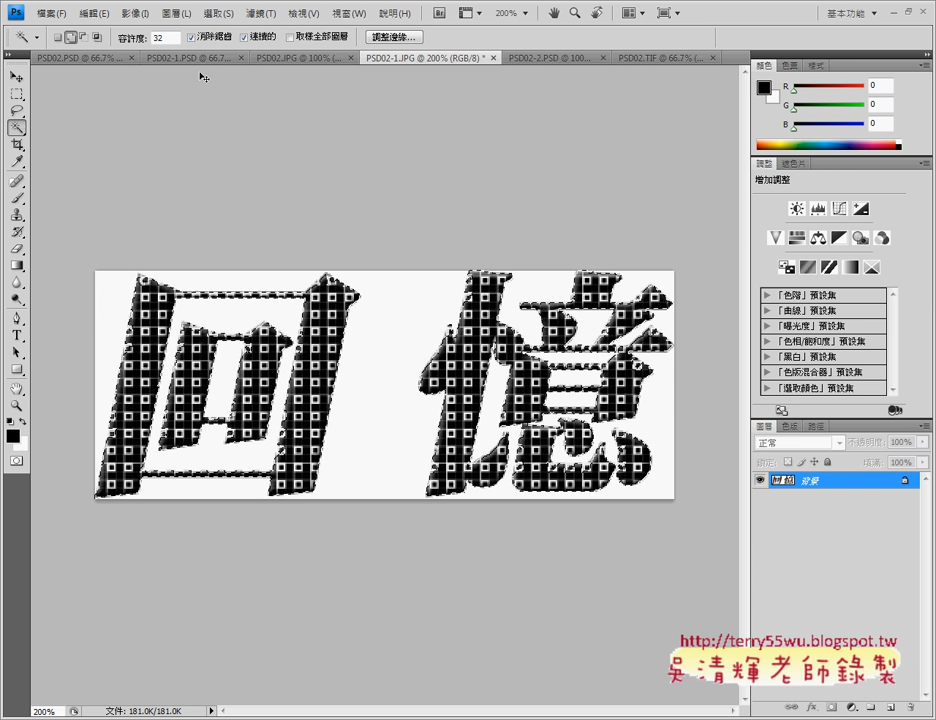 Ps 檔案(F) 編輯(E) 影像(I) 圖層(L) 選取(S) 濾鏡(T) 檢視(V) 視窗(W) 說明(H) Br 200% 基本功能
容許度: 32 消除鋸齒 連續的 取樣全部圖層 調整邊緣...
PSD02.PSD @ 66.7% ... PSD02-1.PSD @ 66.7... PSD02.JPG @ 100% (... PSD02-1.JPG @ 200% (RGB/8) * PSD02-2.PSD @ 100... PSD02.TIF @ 66.7% (...
顏色 色票 樣式
R 0
G 0
B 0
調整 遮色片
增加調整
「色階」預設集
「曲線」預設集
「曝光度」預設集
「色相/飽和度」預設集
「黑白」預設集
「色版混合器」預設集
「選取顏色」預設集
回憶
圖層 色版 路徑
正常 不透明度: 100%
鎖定: 填滿: 100%
背景
http://terry55wu.blogspot.tw
吳清輝老師錄製
200% 文件: 181.0K/181.0K